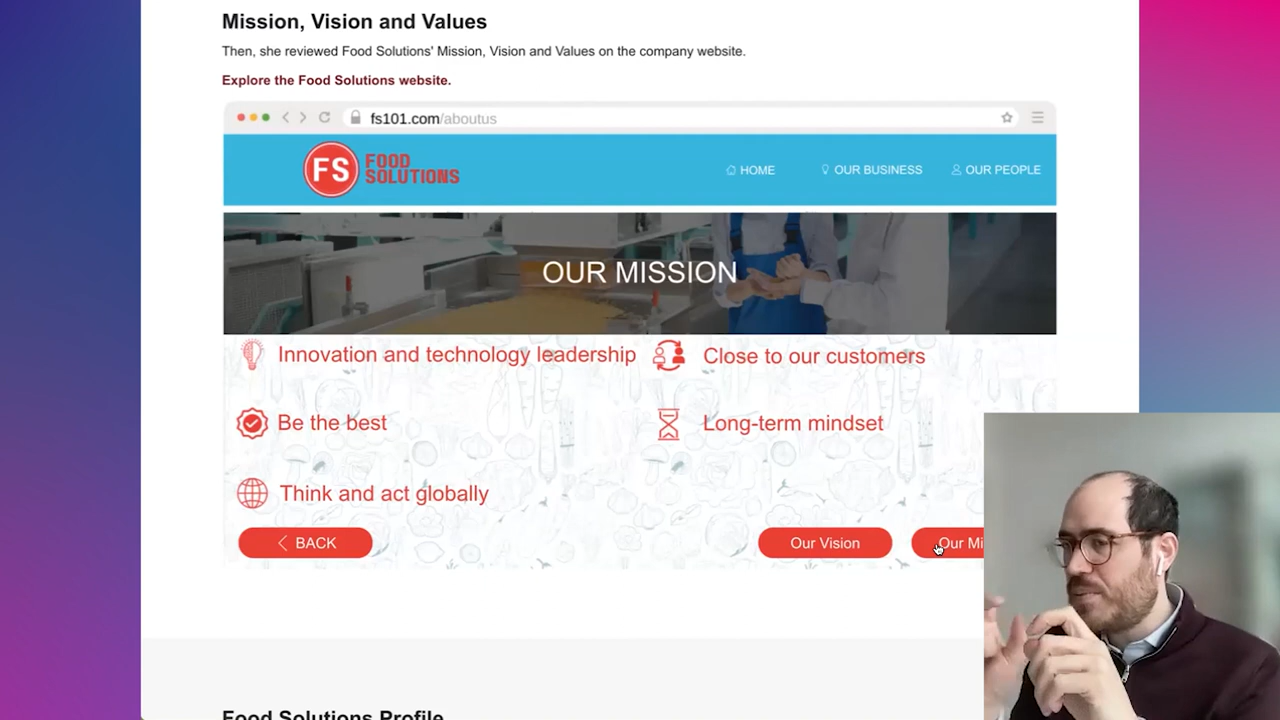 Mission, Vision and Values
Then, she reviewed Food Solutions' Mission, Vision and Values on the company website.
Explore the Food Solutions website.
fs101.com/aboutus
FS FOOD
SOLUTIONS
HOME
OUR BUSINESS
OUR PEOPLE
OUR MISSION
Innovation and technology leadership
Close to our customers
Be the best
Long-term mindset
Think and act globally
BACK
Our Vision
Our Mi
Food Solutions Profile